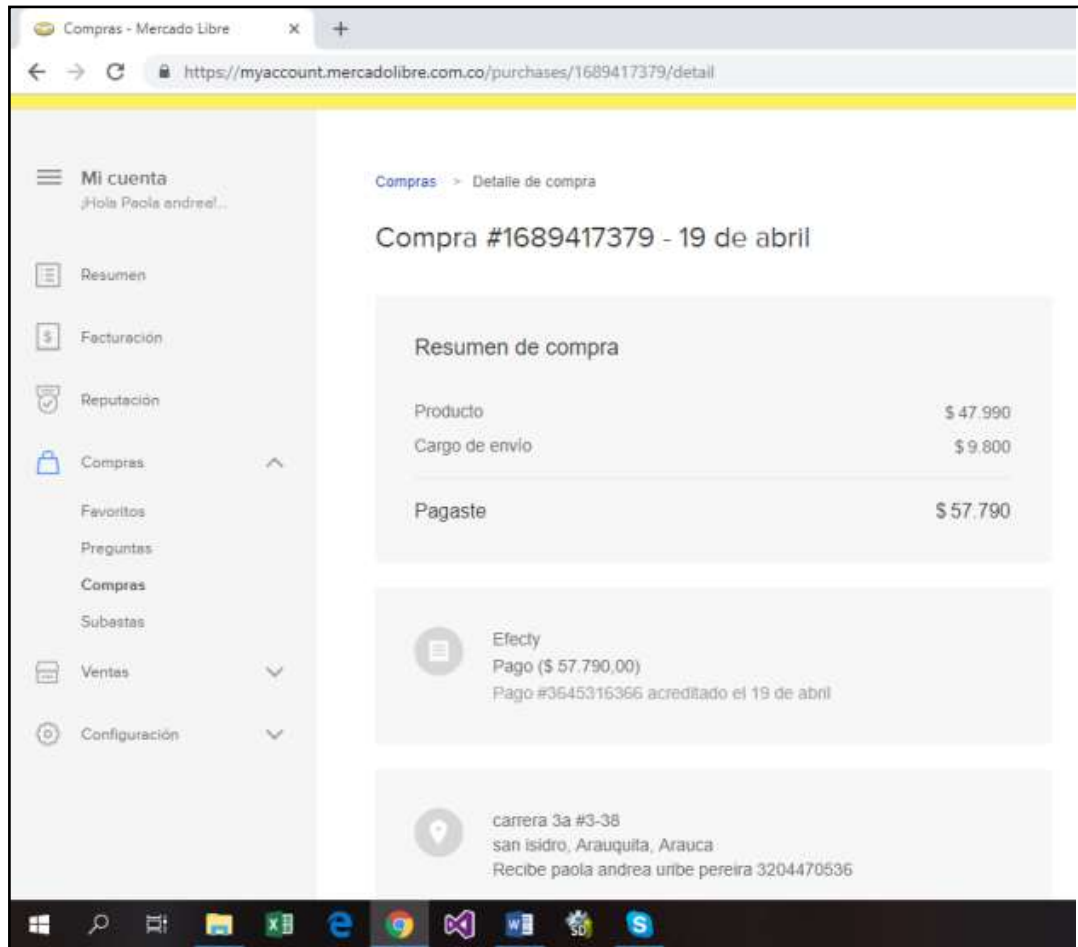 Compras - Mercado Libre
https://myaccount.mercadolibre.com.co/purchases/1689417379/detail
Mi cuenta
¡Hola Paola andrea!...
Resumen
Facturación
Reputación
Compras
Favoritos
Preguntas
Compras
Subastas
Ventas
Configuración
Compras > Detalle de compra
Compra #1689417379 - 19 de abril
Resumen de compra
Producto $ 47.990
Cargo de envío $ 9.800
Pagaste $ 57.790
Efecty
Pago ($ 57.790,00)
Pago #3645316366 acreditado el 19 de abril
carrera 3a #3-38
san isidro, Arauquita, Arauca
Recibe paola andrea uribe pereira 3204470536